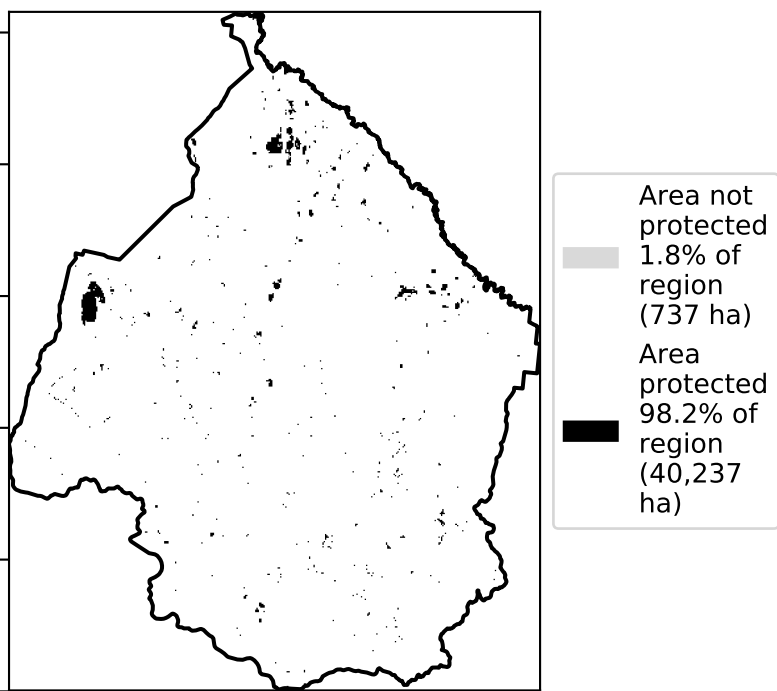 Area not
protected
1.8% of
region
(737 ha)
Area
protected
98.2% of
region
(40,237
ha)